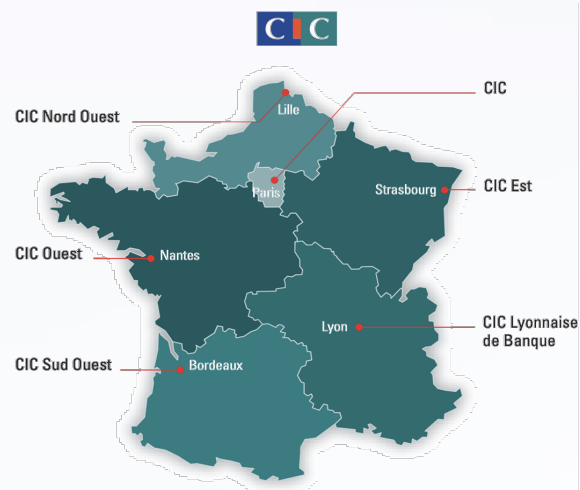 CIC
CIC
Lille
CIC Nord Ouest
Paris
Strasbourg
CIC Est
CIC Ouest
Nantes
Lyon
CIC Lyonnaise
de Banque
CIC Sud Ouest
Bordeaux